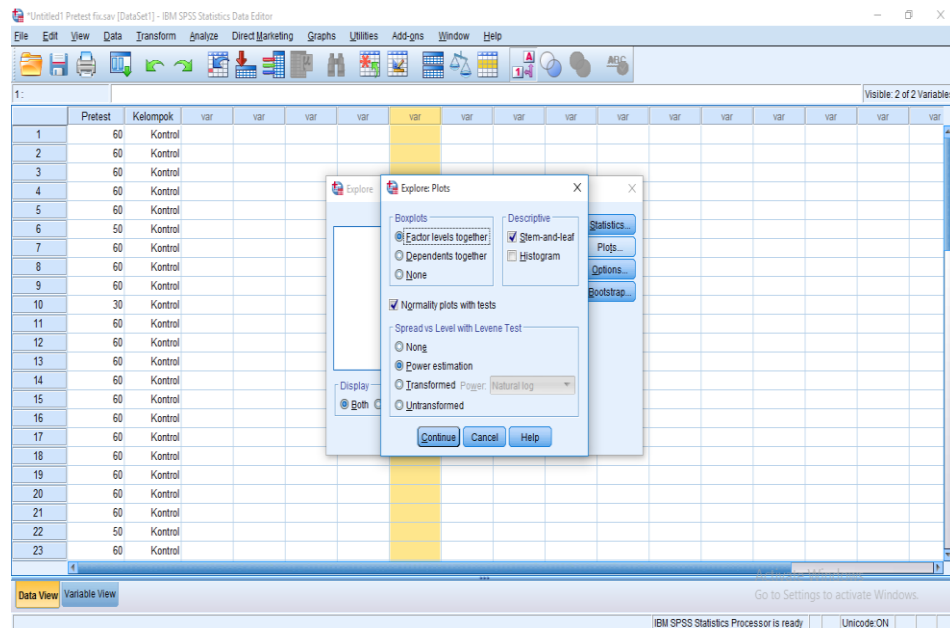 *Untitled1 Pretest fix.sav [DataSet1] - IBM SPSS Statistics Data Editor
File Edit View Data Transform Analyze Direct Marketing Graphs Utilities Add-ons Window Help
1 :
Visible: 2 of 2 Variables
Pretest Kelompok var var var var var var var var var var var var var var var
1 60 Kontrol
2 60 Kontrol
3 60 Kontrol
4 60 Kontrol
5 60 Kontrol
6 50 Kontrol
7 60 Kontrol
8 60 Kontrol
9 60 Kontrol
10 30 Kontrol
11 60 Kontrol
12 60 Kontrol
13 60 Kontrol
14 60 Kontrol
15 60 Kontrol
16 60 Kontrol
17 60 Kontrol
18 60 Kontrol
19 60 Kontrol
20 60 Kontrol
21 60 Kontrol
22 50 Kontrol
23 60 Kontrol
Explore
Statistics...
Plots...
Options...
Bootstrap...
Display
Both
Explore: Plots
Boxplots
Factor levels together
Dependents together
None
Descriptive
Stem-and-leaf
Histogram
Normality plots with tests
Spread vs Level with Levene Test
None
Power estimation
Transformed Power: Natural log
Untransformed
Continue Cancel Help
Data View Variable View
Activate Windows
Go to Settings to activate Windows.
IBM SPSS Statistics Processor is ready Unicode:ON